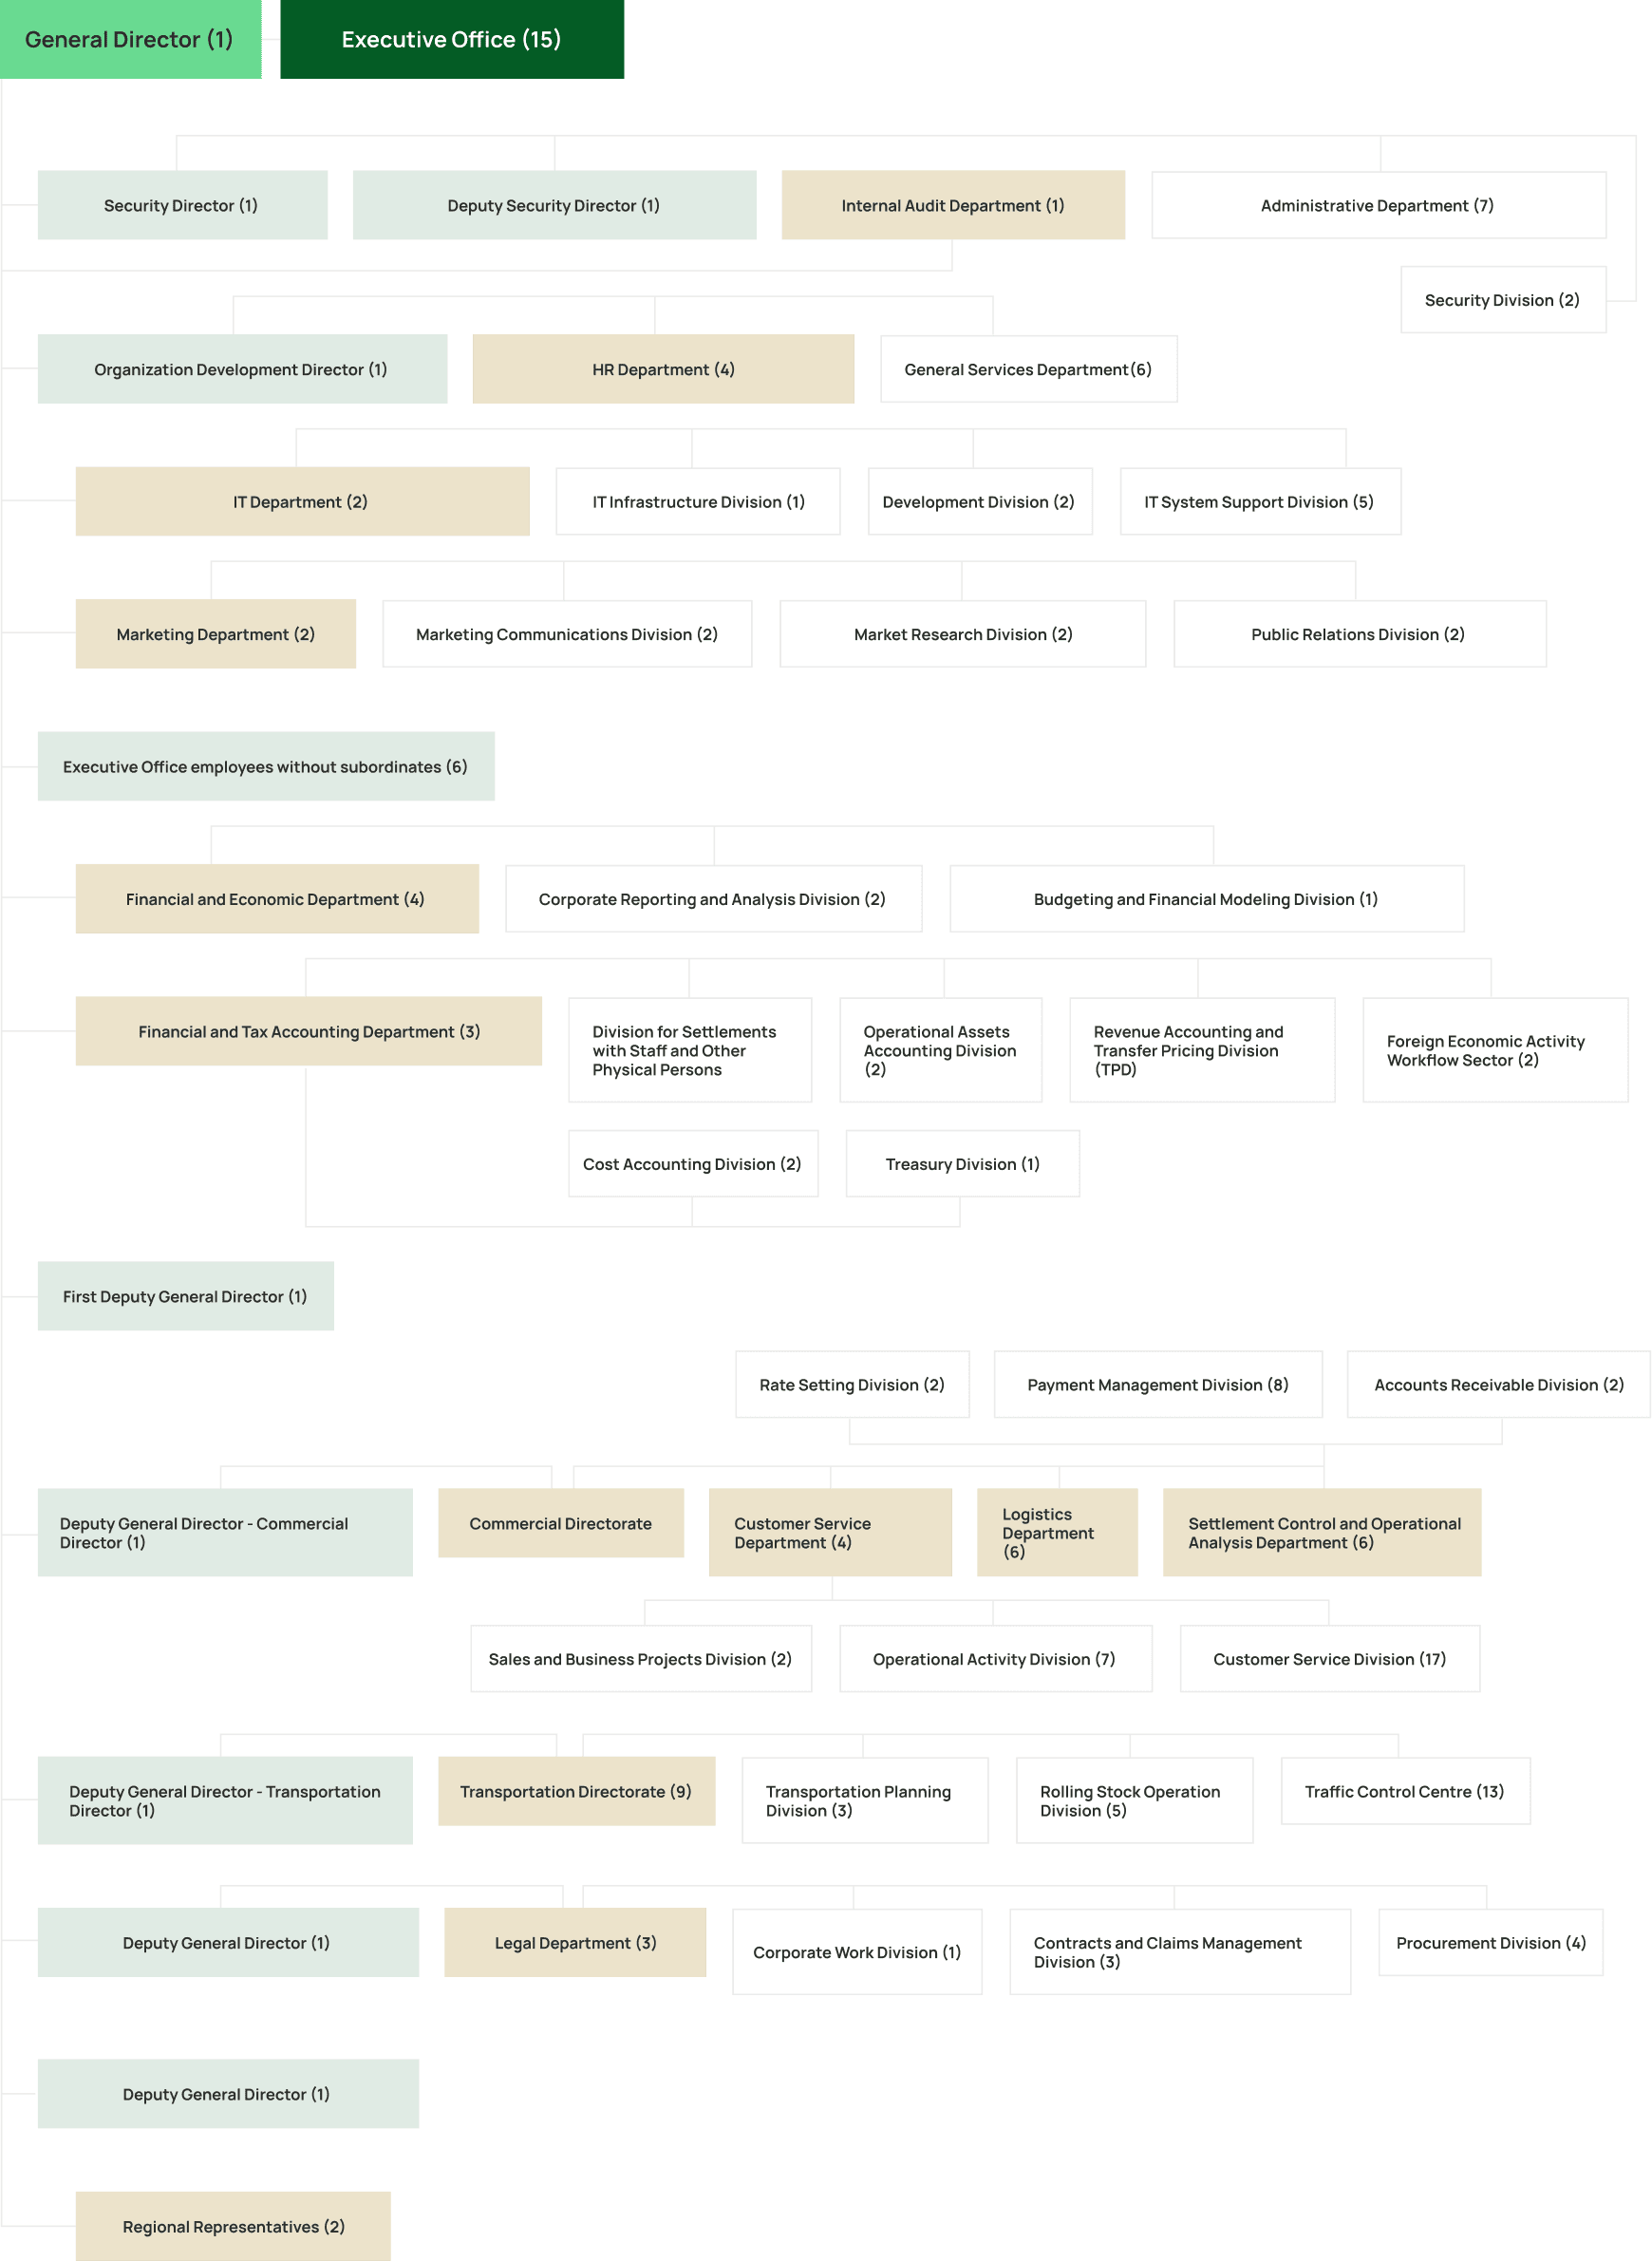 General Director (1)
Executive Office (15)
Security Director (1)
Deputy Security Director (1)
Internal Audit Department (1)
Administrative Department (7)
Security Division (2)
Organization Development Director (1)
HR Department (4)
General Services Department(6)
IT Department (2)
IT Infrastructure Division (1)
Development Division (2)
IT System Support Division (5)
Marketing Department (2)
Marketing Communications Division (2)
Market Research Division (2)
Public Relations Division (2)
Executive Office employees without subordinates (6)
Financial and Economic Department (4)
Corporate Reporting and Analysis Division (2)
Budgeting and Financial Modeling Division (1)
Financial and Tax Accounting Department (3)
Division for Settlements
with Staff and Other
Physical Persons
Operational Assets
Accounting Division
(2)
Revenue Accounting and
Transfer Pricing Division
(TPD)
Foreign Economic Activity
Workflow Sector (2)
Cost Accounting Division (2)
Treasury Division (1)
First Deputy General Director (1)
Rate Setting Division (2)
Payment Management Division (8)
Accounts Receivable Division (2)
Deputy General Director - Commercial
Director (1)
Commercial Directorate
Customer Service
Department (4)
Logistics
Department
(6)
Settlement Control and Operational
Analysis Department (6)
Sales and Business Projects Division (2)
Operational Activity Division (7)
Customer Service Division (17)
Deputy General Director - Transportation
Director (1)
Transportation Directorate (9)
Transportation Planning
Division (3)
Rolling Stock Operation
Division (5)
Traffic Control Centre (13)
Deputy General Director (1)
Legal Department (3)
Corporate Work Division (1)
Contracts and Claims Management
Division (3)
Procurement Division (4)
Deputy General Director (1)
Regional Representatives (2)